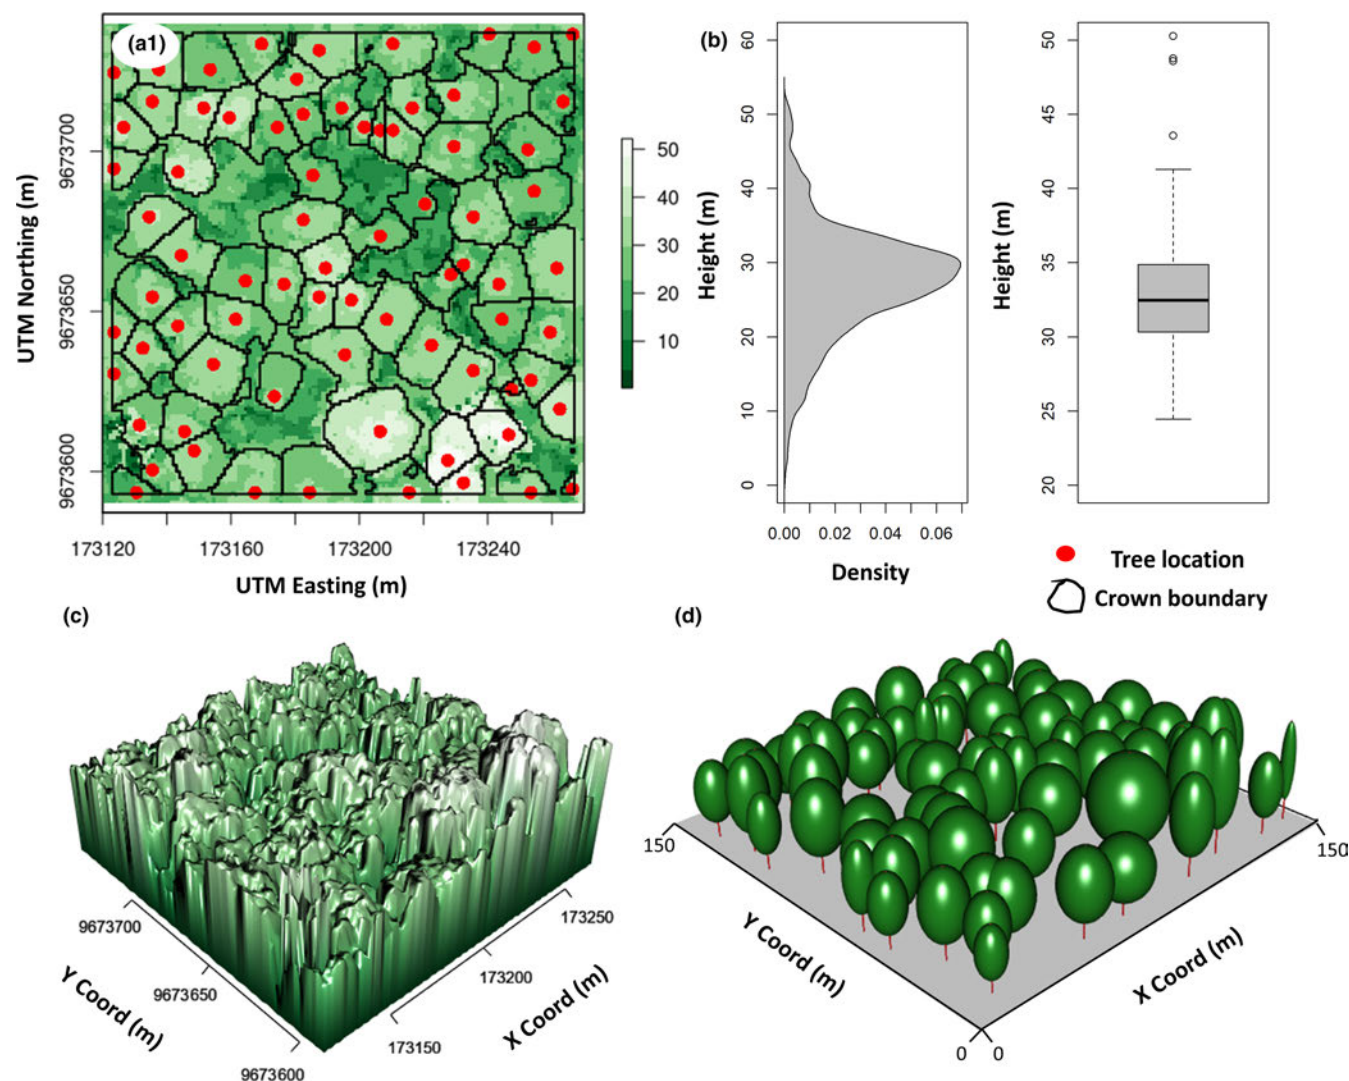 (a1)
UTM Northing (m)
9673700
9673650
9673600
173120
173160
173200
173240
UTM Easting (m)
50
40
30
20
10
Height (m)
(b)
60
50
40
30
20
10
0
0.00
0.02
0.04
0.06
Density
Height (m)
50
45
40
35
30
25
20
Tree location
Crown boundary
(c)
9673700
9673650
9673600
Y Coord (m)
173150
173200
173250
X Coord (m)
(d)
150
Y Coord (m)
0
0
X Coord (m)
150